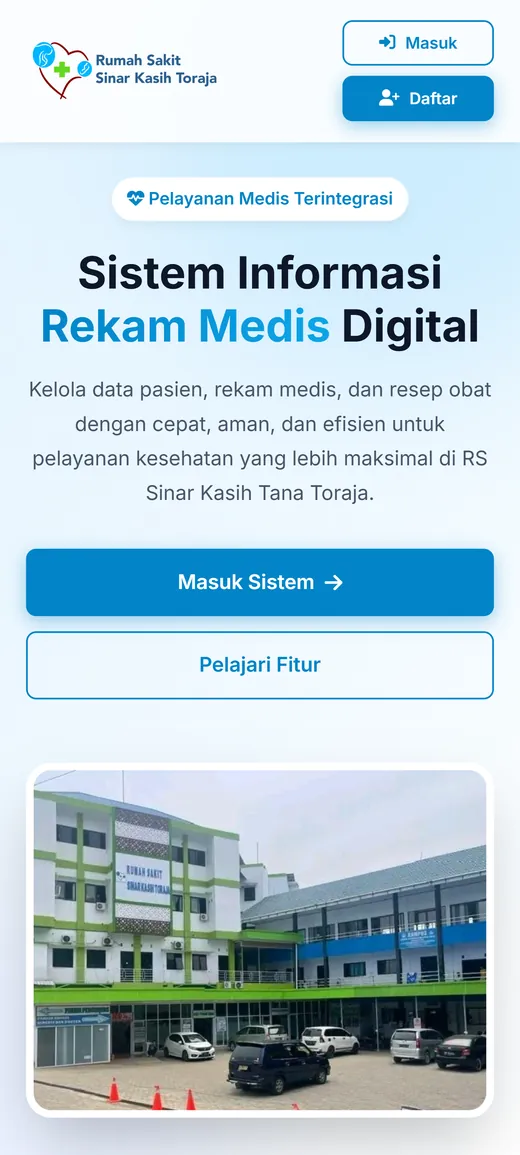 Rumah Sakit
Sinar Kasih Toraja
Masuk
Daftar
Pelayanan Medis Terintegrasi
Sistem Informasi
Rekam Medis Digital
Kelola data pasien, rekam medis, dan resep obat
dengan cepat, aman, dan efisien untuk
pelayanan kesehatan yang lebih maksimal di RS
Sinar Kasih Tana Toraja.
Masuk Sistem
Pelajari Fitur
RUMAH SAKIT
SINAR KASIH TORAJA